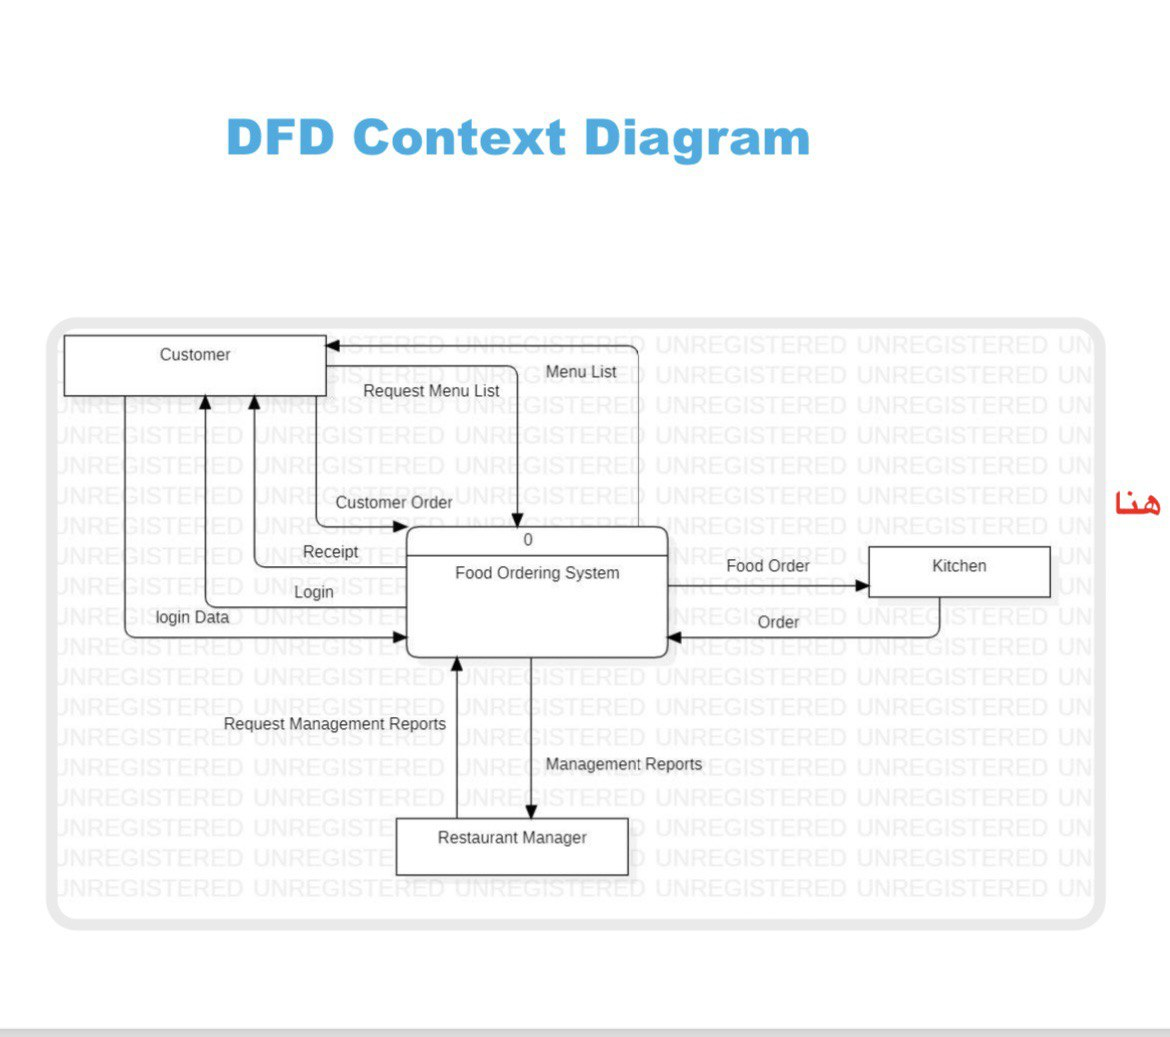 DFD Context Diagram
Customer
Menu List
Request Menu List
هنا
Customer Order
0
Receipt
Food Ordering System
Food Order
Kitchen
Login
login Data
Order
Request Management Reports
Management Reports
Restaurant Manager
UNREGISTERED